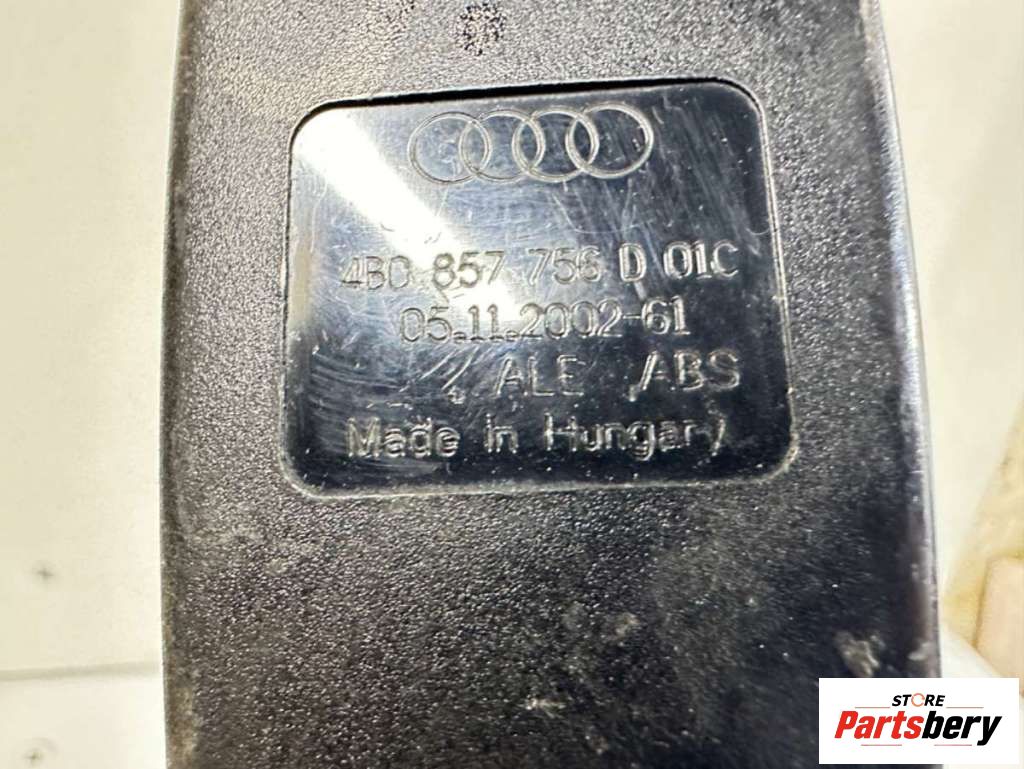 4B0 857 756 D 01C
05.11.2002-61
ALE ABS
Made in Hungary
STORE
Partsbery